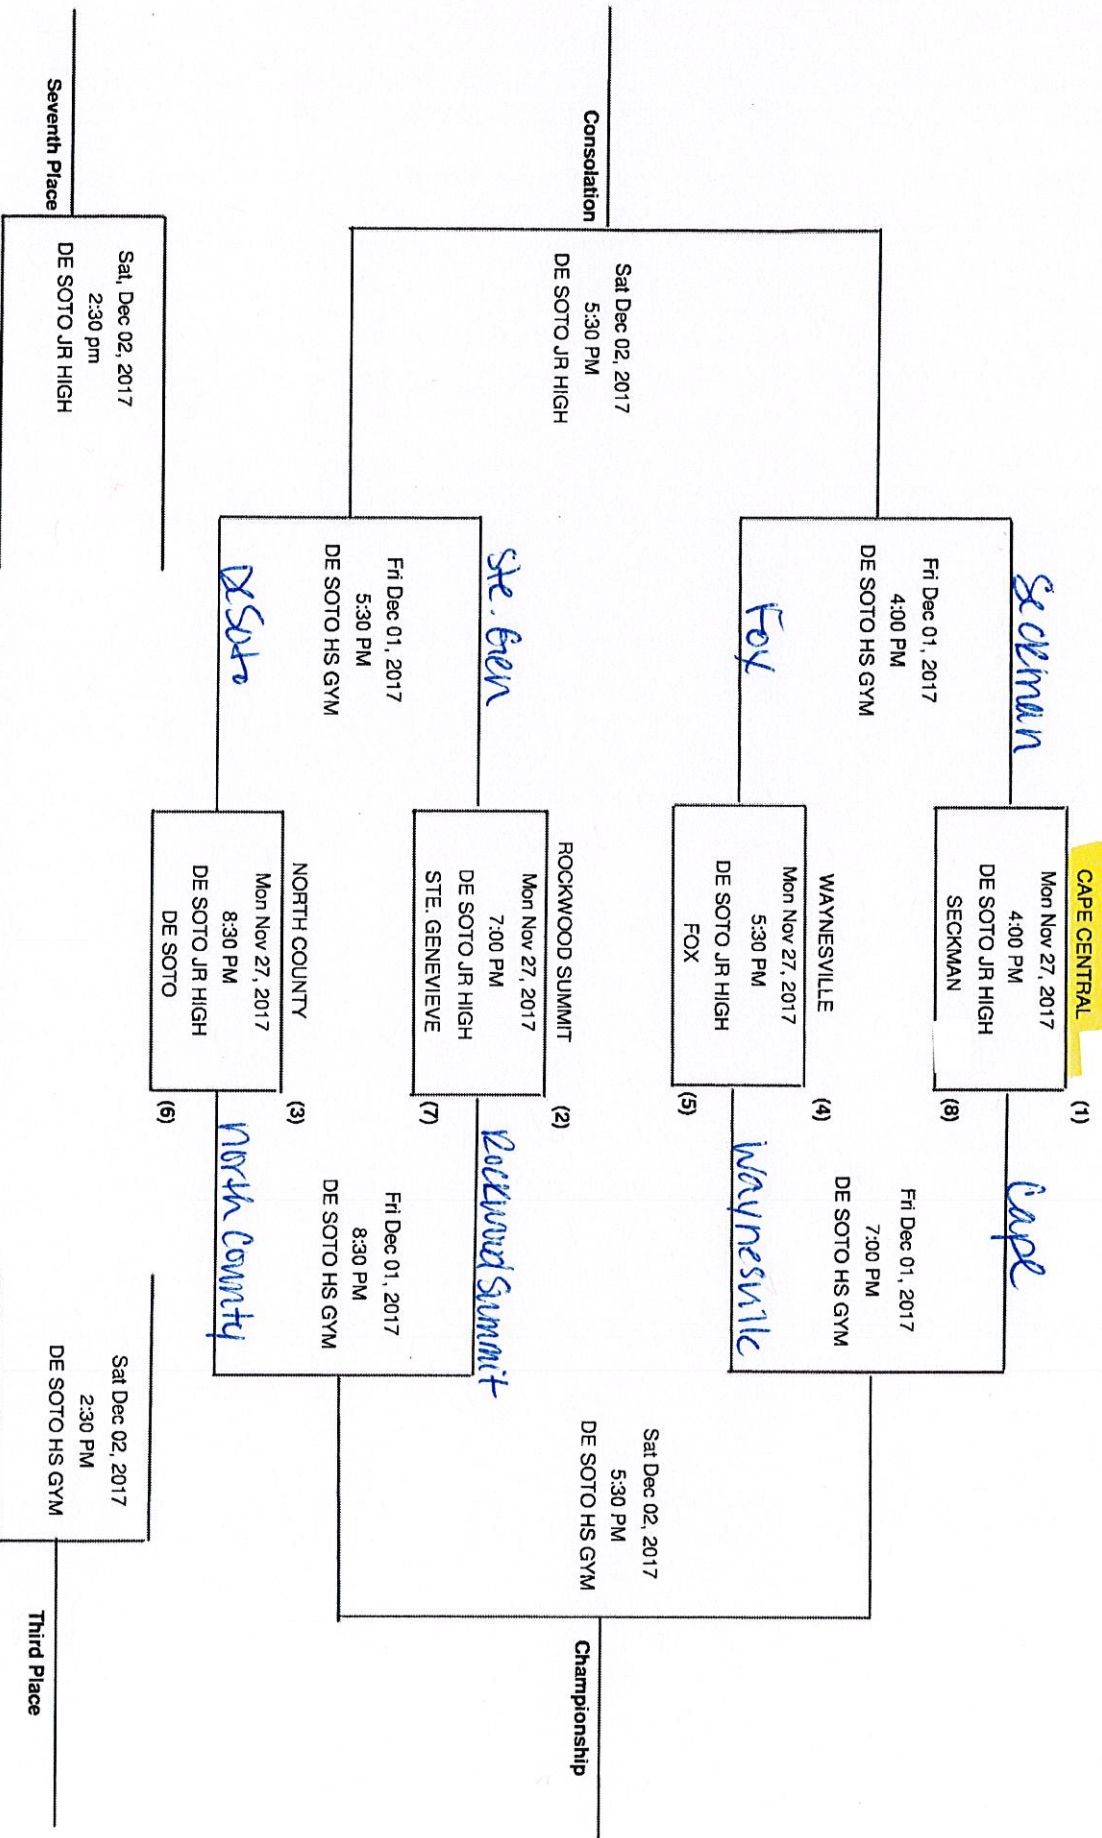 CAPE CENTRAL
(1)
Mon Nov 27, 2017
4:00 PM
DE SOTO JR HIGH
SECKMAN
(8)
Seckman
Cape
Fri Dec 01, 2017
4:00 PM
DE SOTO HS GYM
Fri Dec 01, 2017
7:00 PM
DE SOTO HS GYM
WAYNESVILLE
(4)
Mon Nov 27, 2017
5:30 PM
DE SOTO JR HIGH
FOX
(5)
Fox
Waynesville
Sat Dec 02, 2017
5:30 PM
DE SOTO JR HIGH
Consolation
Sat Dec 02, 2017
5:30 PM
DE SOTO HS GYM
Championship
ROCKWOOD SUMMIT
(2)
Mon Nov 27, 2017
7:00 PM
DE SOTO JR HIGH
STE. GENEVIEVE
(7)
Ste. Gen
Rockwood Summit
Fri Dec 01, 2017
5:30 PM
DE SOTO HS GYM
Fri Dec 01, 2017
8:30 PM
DE SOTO HS GYM
NORTH COUNTY
(3)
Mon Nov 27, 2017
8:30 PM
DE SOTO JR HIGH
DE SOTO
(6)
DeSoto
North County
Sat, Dec 02, 2017
2:30 pm
DE SOTO JR HIGH
Seventh Place
Sat Dec 02, 2017
2:30 PM
DE SOTO HS GYM
Third Place